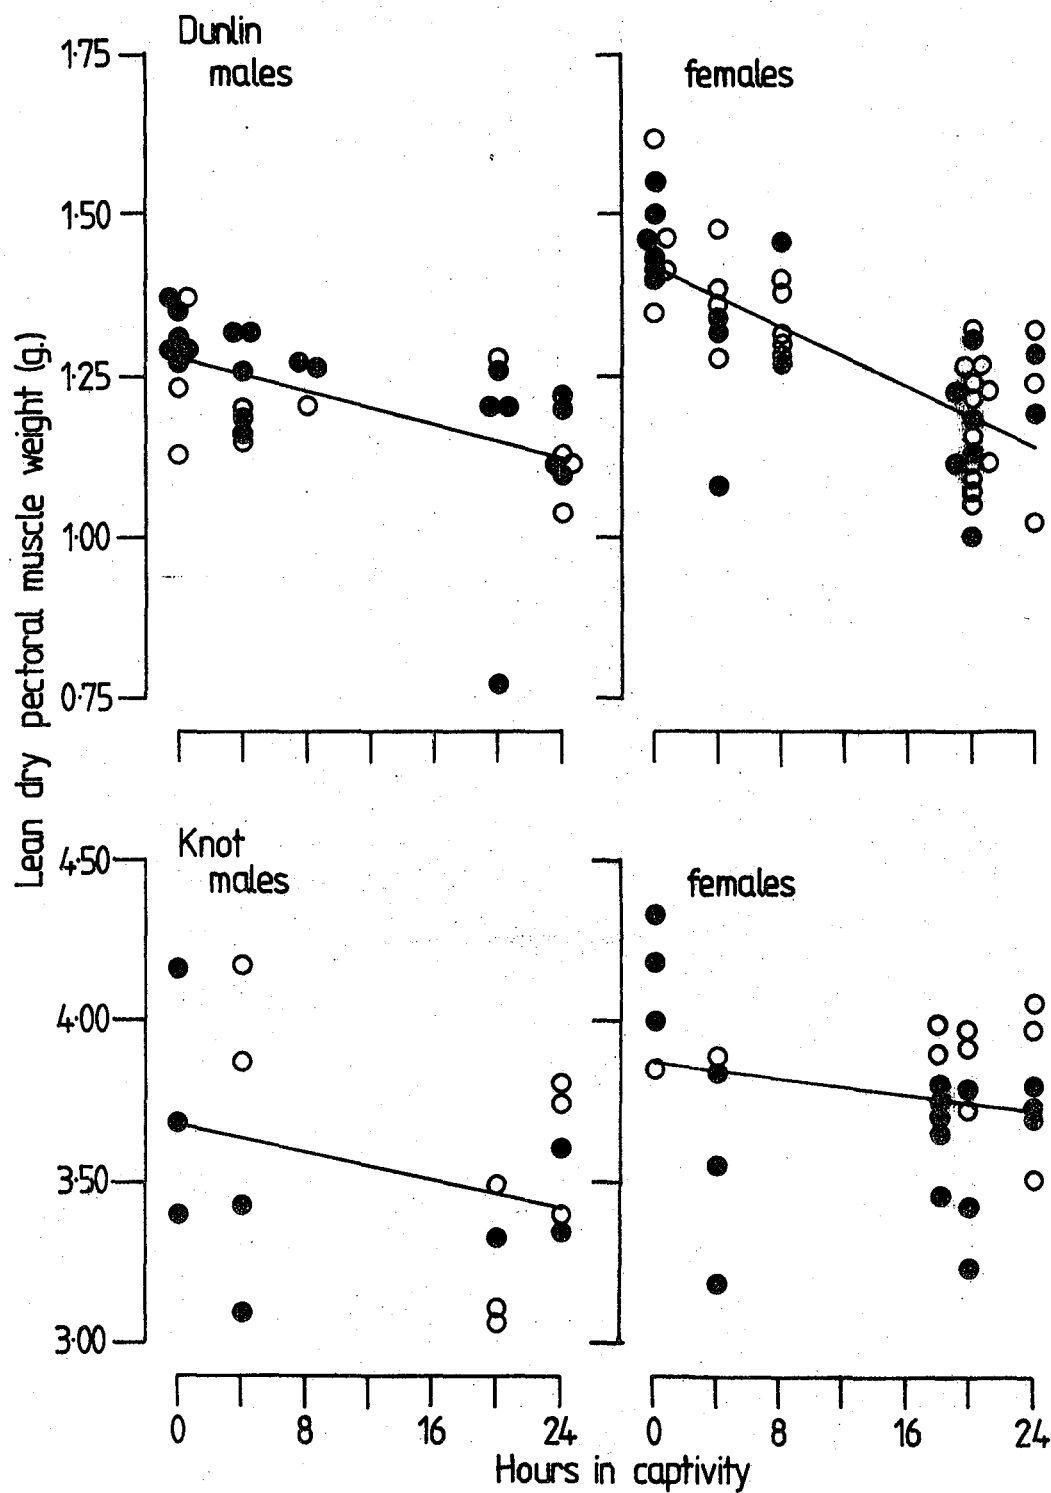 Dunlin
males
females
1·75
1·50
1·25
1·00
0·75
Lean dry pectoral muscle weight (g.)
Knot
males
females
4·50
4·00
3·50
3·00
0 8 16 24
0 8 16 24
Hours in captivity